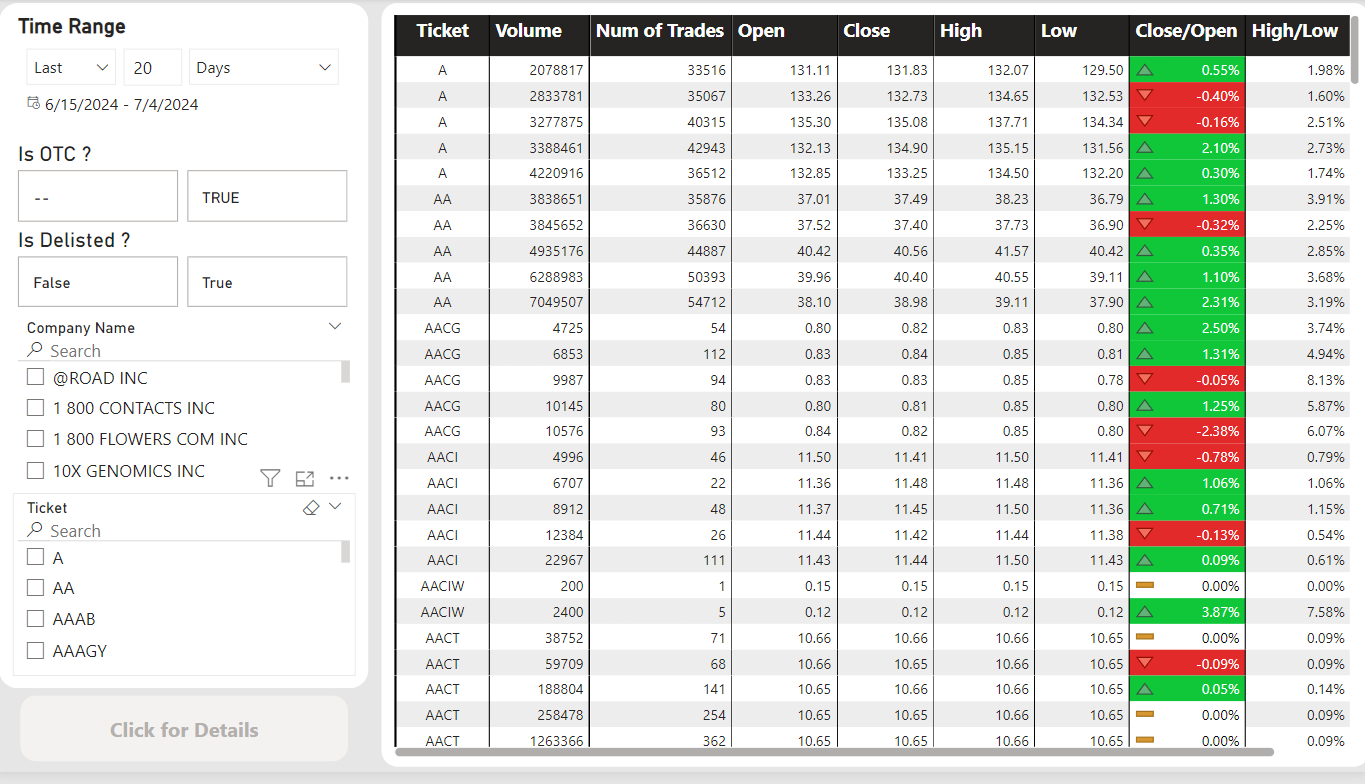 Time Range
Last 20 Days
6/15/2024 - 7/4/2024
Is OTC ?
-- TRUE
Is Delisted ?
False True
Company Name
Search
@ROAD INC
1 800 CONTACTS INC
1 800 FLOWERS COM INC
10X GENOMICS INC
Ticket
Search
A
AA
AAAB
AAAGY
Click for Details
Ticket Volume Num of Trades Open Close High Low Close/Open High/Low
A 2078817 33516 131.11 131.83 132.07 129.50 0.55% 1.98%
A 2833781 35067 133.26 132.73 134.65 132.53 -0.40% 1.60%
A 3277875 40315 135.30 135.08 137.71 134.34 -0.16% 2.51%
A 3388461 42943 132.13 134.90 135.15 131.56 2.10% 2.73%
A 4220916 36512 132.85 133.25 134.50 132.20 0.30% 1.74%
AA 3838651 35876 37.01 37.49 38.23 36.79 1.30% 3.91%
AA 3845652 36630 37.52 37.40 37.73 36.90 -0.32% 2.25%
AA 4935176 44887 40.42 40.56 41.57 40.42 0.35% 2.85%
AA 6288983 50393 39.96 40.40 40.55 39.11 1.10% 3.68%
AA 7049507 54712 38.10 38.98 39.11 37.90 2.31% 3.19%
AACG 4725 54 0.80 0.82 0.83 0.80 2.50% 3.74%
AACG 6853 112 0.83 0.84 0.85 0.81 1.31% 4.94%
AACG 9987 94 0.83 0.83 0.85 0.78 -0.05% 8.13%
AACG 10145 80 0.80 0.81 0.85 0.80 1.25% 5.87%
AACG 10576 93 0.84 0.82 0.85 0.80 -2.38% 6.07%
AACI 4996 46 11.50 11.41 11.50 11.41 -0.78% 0.79%
AACI 6707 22 11.36 11.48 11.48 11.36 1.06% 1.06%
AACI 8912 48 11.37 11.45 11.50 11.36 0.71% 1.15%
AACI 12384 26 11.44 11.42 11.44 11.38 -0.13% 0.54%
AACI 22967 111 11.43 11.44 11.50 11.43 0.09% 0.61%
AACIW 200 1 0.15 0.15 0.15 0.15 0.00% 0.00%
AACIW 2400 5 0.12 0.12 0.12 0.12 3.87% 7.58%
AACT 38752 71 10.66 10.66 10.66 10.65 0.00% 0.09%
AACT 59709 68 10.66 10.65 10.66 10.65 -0.09% 0.09%
AACT 188804 141 10.65 10.66 10.66 10.65 0.05% 0.14%
AACT 258478 254 10.65 10.65 10.66 10.65 0.00% 0.09%
AACT 1263366 362 10.65 10.65 10.66 10.65 0.00% 0.09%